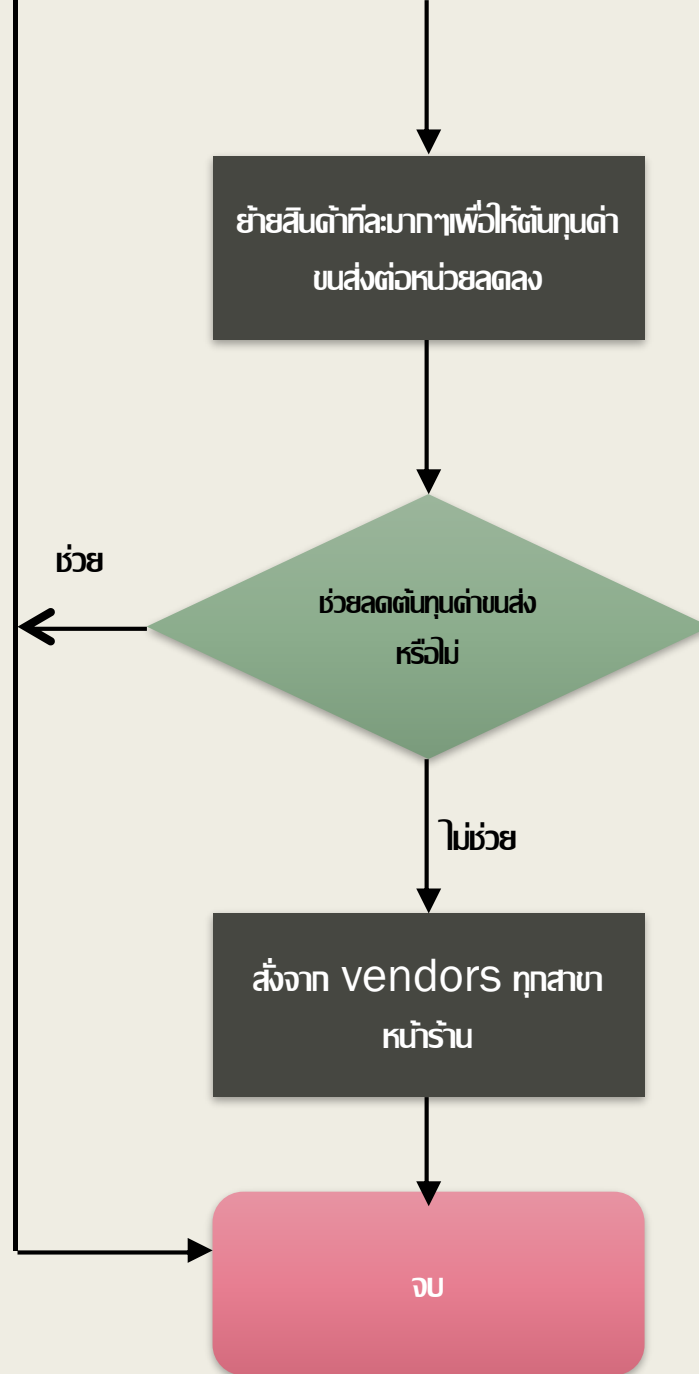 ย้ายสินค้าทีละมากๆเพื่อให้ต้นทุนค่า
ขนส่งต่อหน่วยลดลง
ช่วย
ช่วยลดต้นทุนค่าขนส่ง
หรือไม่
ไม่ช่วย
สั่งจาก vendors ทุกสาขา
หน้าร้าน
จบ